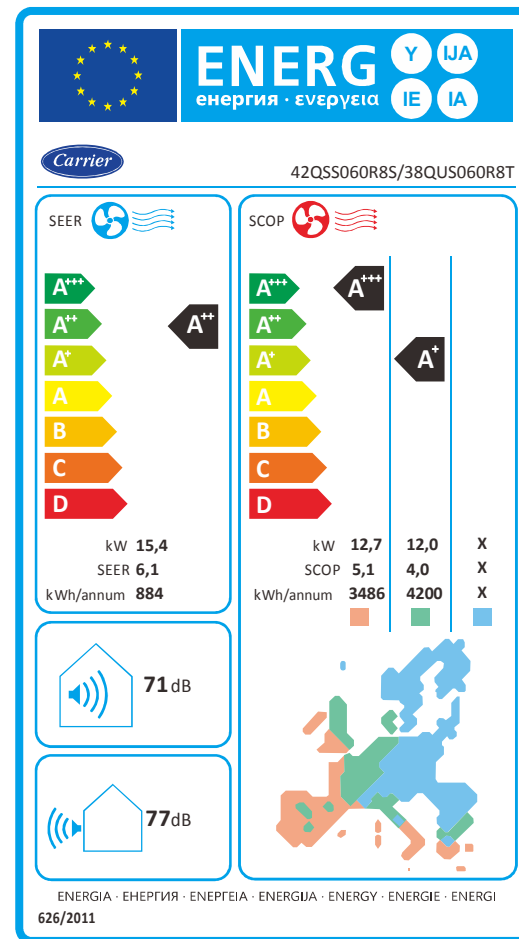 ENERG
енергия · ενεργεια
Y IJA
IE IA
Carrier
42QSS060R8S/38QUS060R8T
SEER
A+++
A++
A+
A
B
C
D
A++
kW 15,4
SEER 6,1
kWh/annum 884
SCOP
A+++
A++
A+
A
B
C
D
A+++
A+
kW 12,7 12,0 X
SCOP 5,1 4,0 X
kWh/annum 3486 4200 X
71 dB
77dB
ENERGIA · ЕНЕРГИЯ · ΕΝΕΡΓΕΙΑ · ENERGIJA · ENERGY · ENERGIE · ENERGI
626/2011